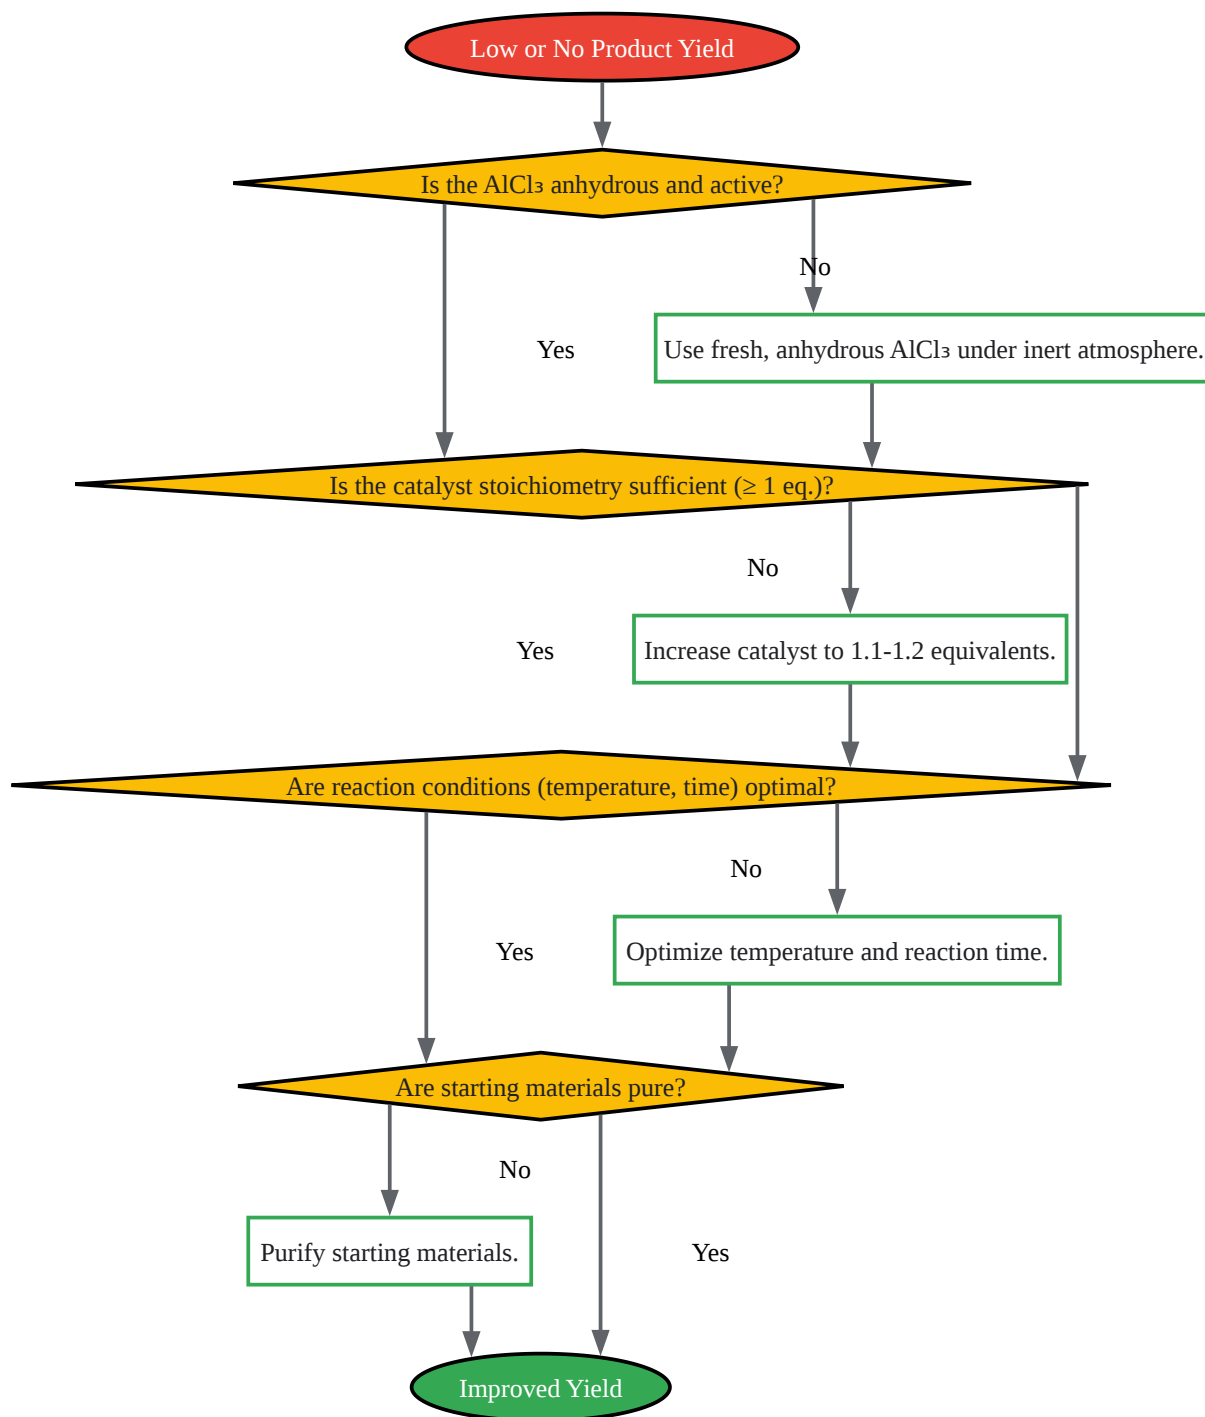 Low or No Product Yield
Is the AlCl₃ anhydrous and active?
No
Yes
Use fresh, anhydrous AlCl₃ under inert atmosphere.
Is the catalyst stoichiometry sufficient (≥ 1 eq.)?
No
Yes
Increase catalyst to 1.1-1.2 equivalents.
Are reaction conditions (temperature, time) optimal?
No
Yes
Optimize temperature and reaction time.
Are starting materials pure?
No
Purify starting materials.
Yes
Improved Yield